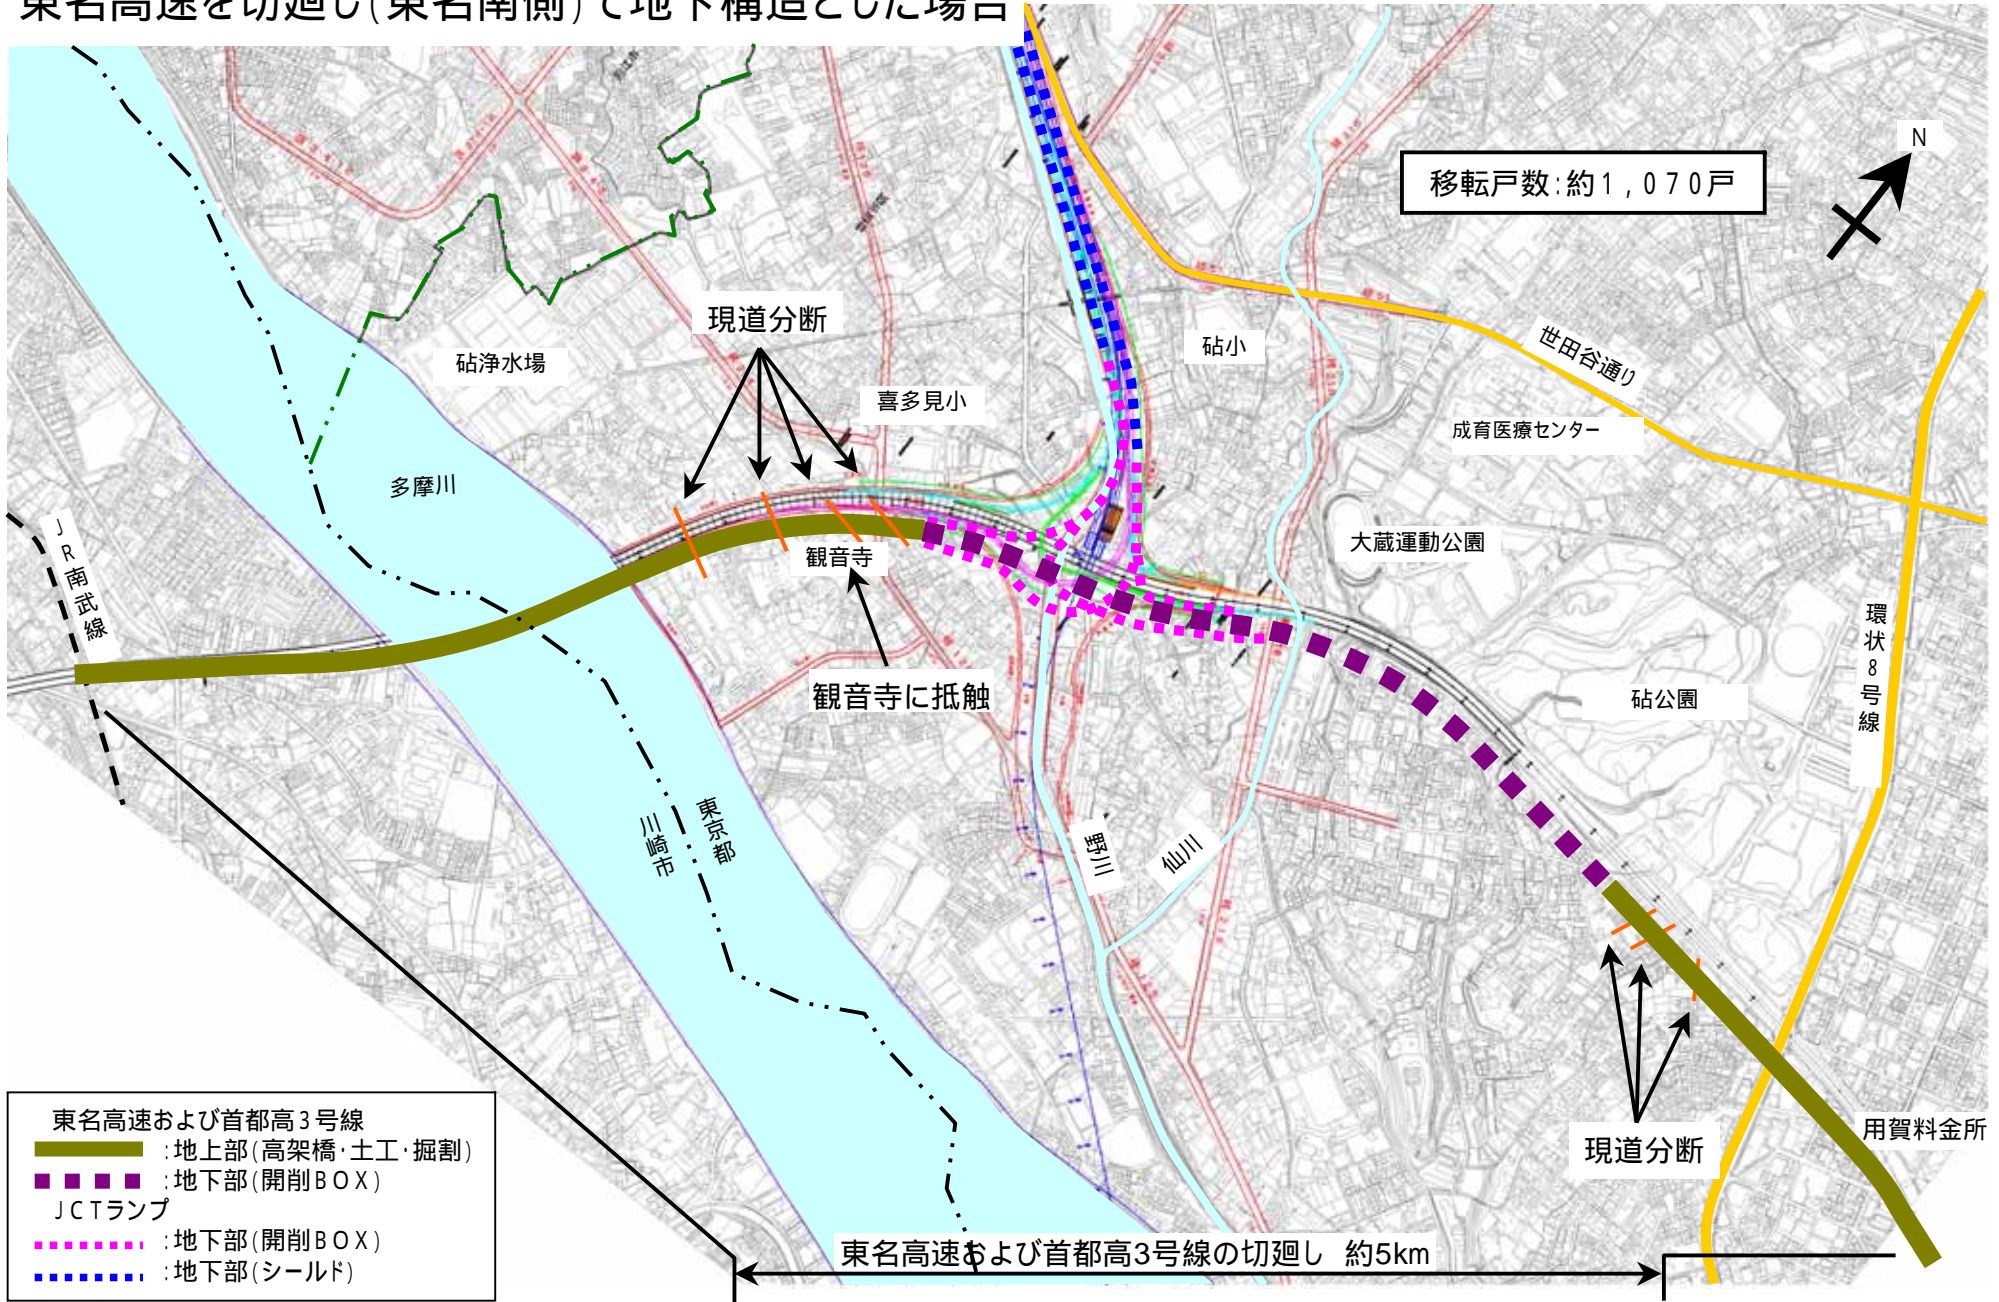 東名高速を切廻し(東名南側)で地下構造とした場合
移転戸数:約1,070戸
N
現道分断
砧浄水場
砧小
世田谷通り
喜多見小
成育医療センター
多摩川
JR南武線
大蔵運動公園
観音寺
環状8号線
観音寺に抵触
砧公園
東京都
川崎市
野川
仙川
用賀料金所
現道分断
東名高速および首都高3号線
:地上部(高架橋・土工・掘割)
:地下部(開削BOX)
JCTランプ
:地下部(開削BOX)
:地下部(シールド)
東名高速および首都高3号線の切廻し 約5km